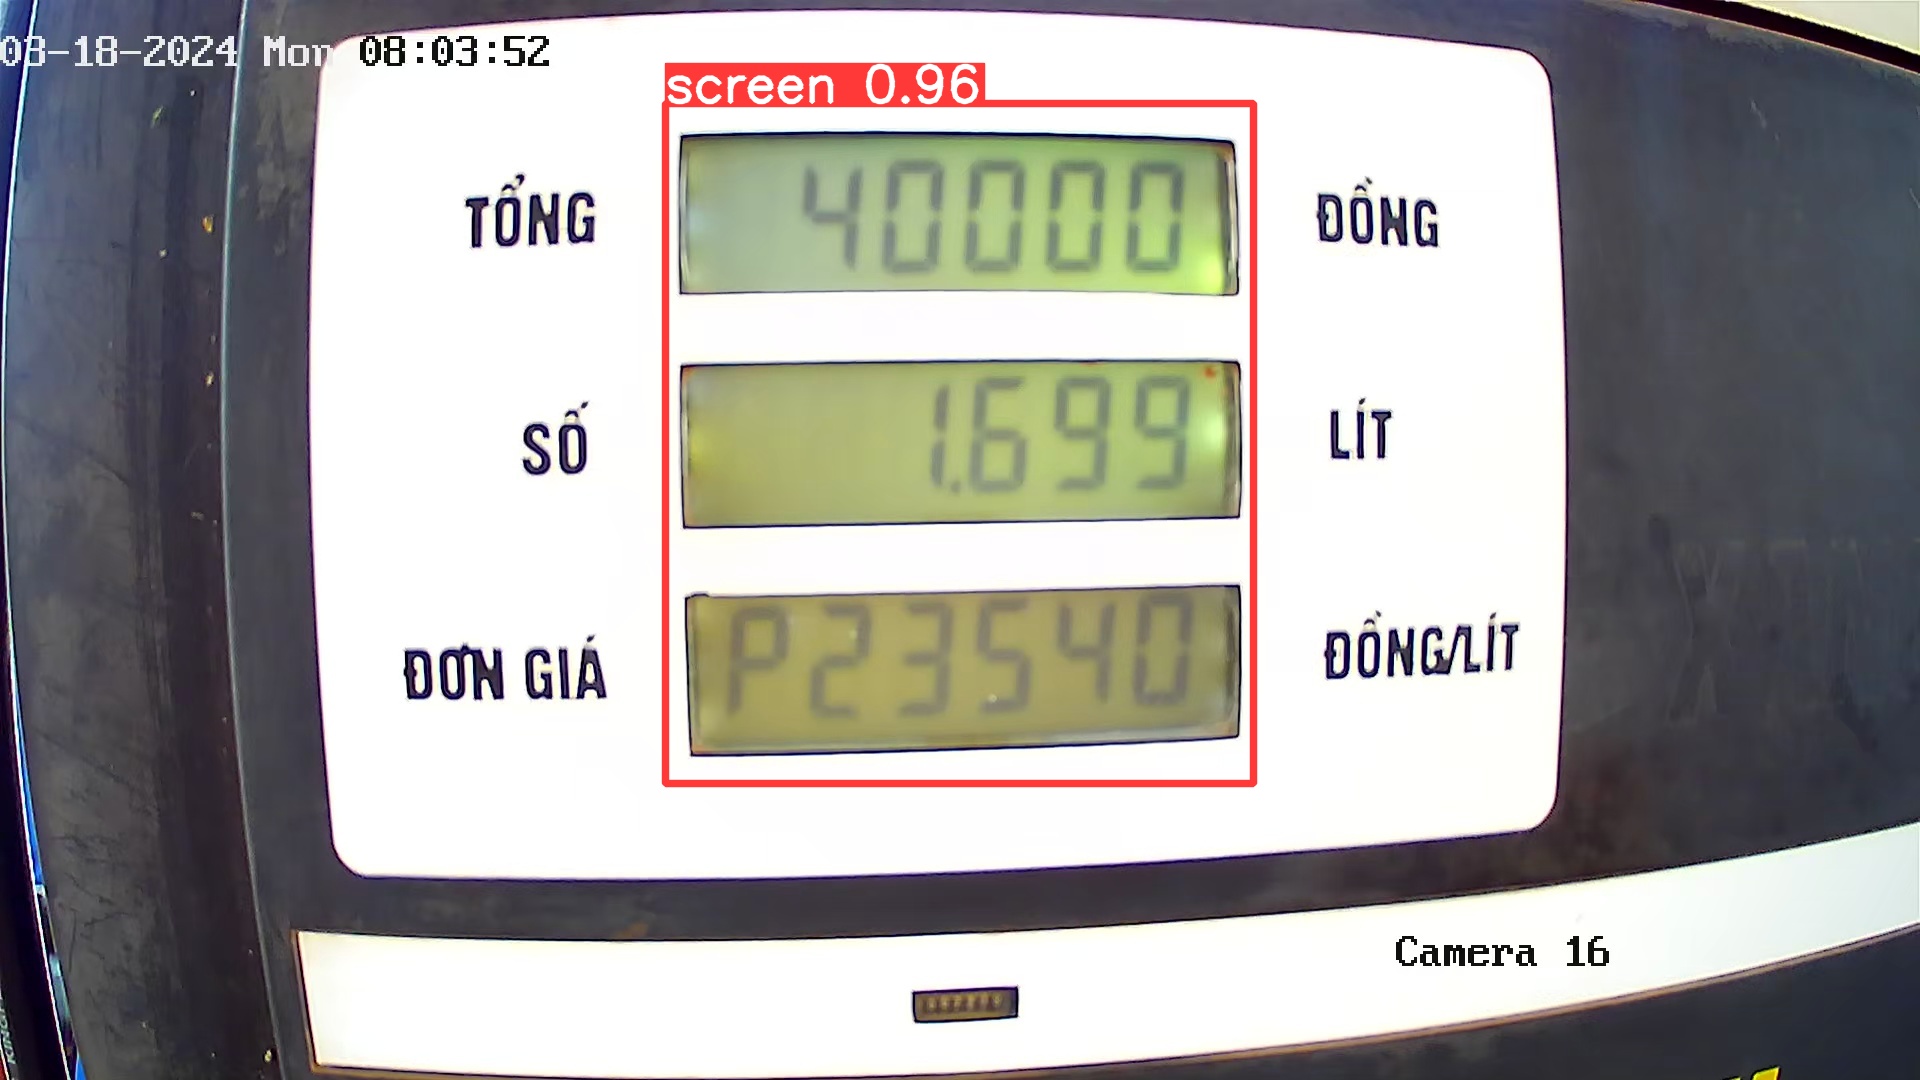 03-18-2024 Mon 08:03:52
screen 0.96
TỔNG 40000 ĐỒNG
SỐ 1.699 LÍT
ĐƠN GIÁ P23540 ĐỒNG/LÍT
Camera 16